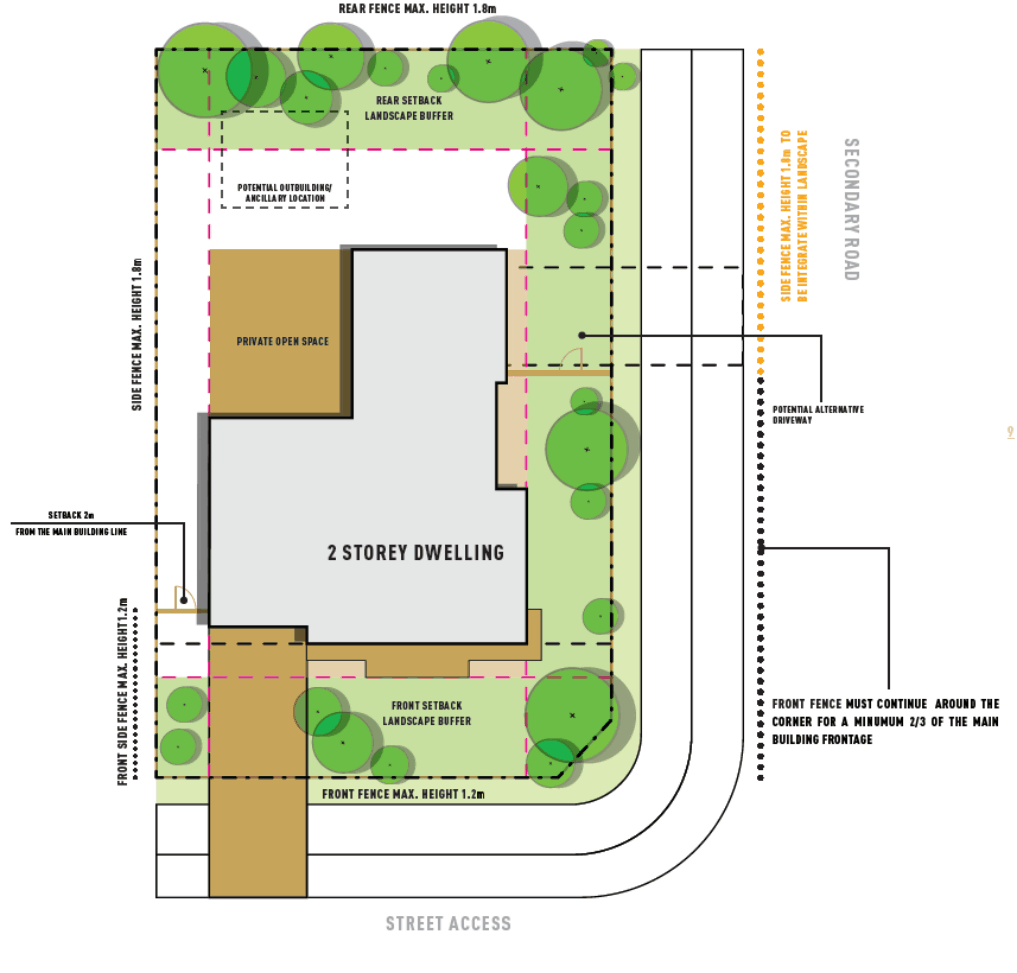 REAR FENCE MAX. HEIGHT 1.8m
REAR SETBACK
LANDSCAPE BUFFER
SIDE FENCE MAX. HEIGHT 1.8m TO
BE INTEGRATE WITHIN LANDSCAPE
SECONDARY ROAD
POTENTIAL OUTBUILDING/
ANCILLARY LOCATION
SIDE FENCE MAX. HEIGHT 1.8m
PRIVATE OPEN SPACE
POTENTIAL ALTERNATIVE
DRIVEWAY
9
SETBACK 2m
FROM THE MAIN BUILDING LINE
2 STOREY DWELLING
FRONT SIDE FENCE MAX. HEIGHT1.2m
FRONT SETBACK
LANDSCAPE BUFFER
FRONT FENCE MUST CONTINUE AROUND THE
CORNER FOR A MINUMUM 2/3 OF THE MAIN
BUILDING FRONTAGE
FRONT FENCE MAX. HEIGHT 1.2m
STREET ACCESS